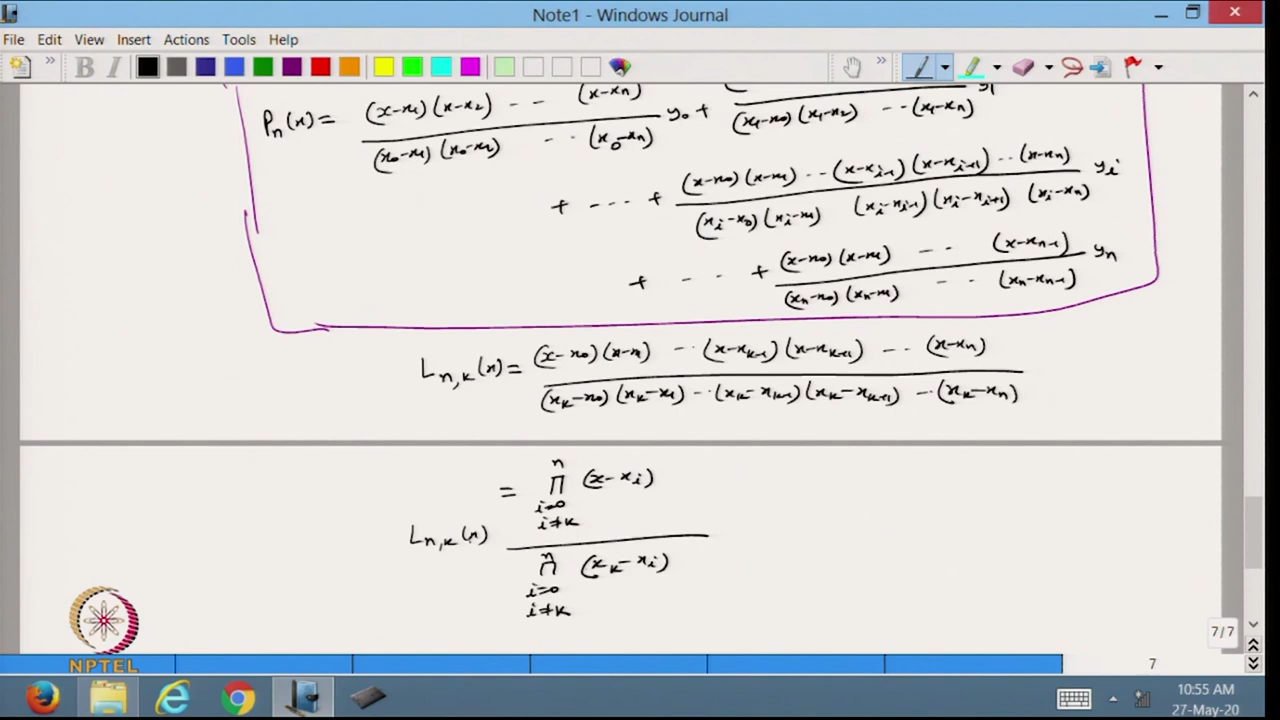 Note1 - Windows Journal
File Edit View Insert Actions Tools Help
Pn(x) = (x-x1)(x-x2) - - (x-xn)
(x0-x1)(x0-x2) - - (x0-xn) y0 +
(x1-x0)(x1-x2) - - (x1-xn) y1
+ - - - + (x-x0)(x-x1) - - (x-xi-1)(x-xi+1) - - (x-xn)
(xi-x0)(xi-x1) (xi-xi-1)(xi-xi+1) (xi-xn) yi
+ - - + (x-x0)(x-x1) - - (x-xn-1)
(xn-x0)(xn-x1) - - (xn-xn-1) yn
Ln,k(x) = (x-x0)(x-x1) - - (x-xk-1)(x-xk+1) - - (x-xn)
(xk-x0)(xk-x1) - - (xk-xk-1)(xk-xk+1) - - (xk-xn)
= n
Π (x-xi)
i=0
i≠k
Ln,k(x)
n
Π (xk-xi)
i=0
i≠k
NPTEL
7/7
7
10:55 AM
27-May-20